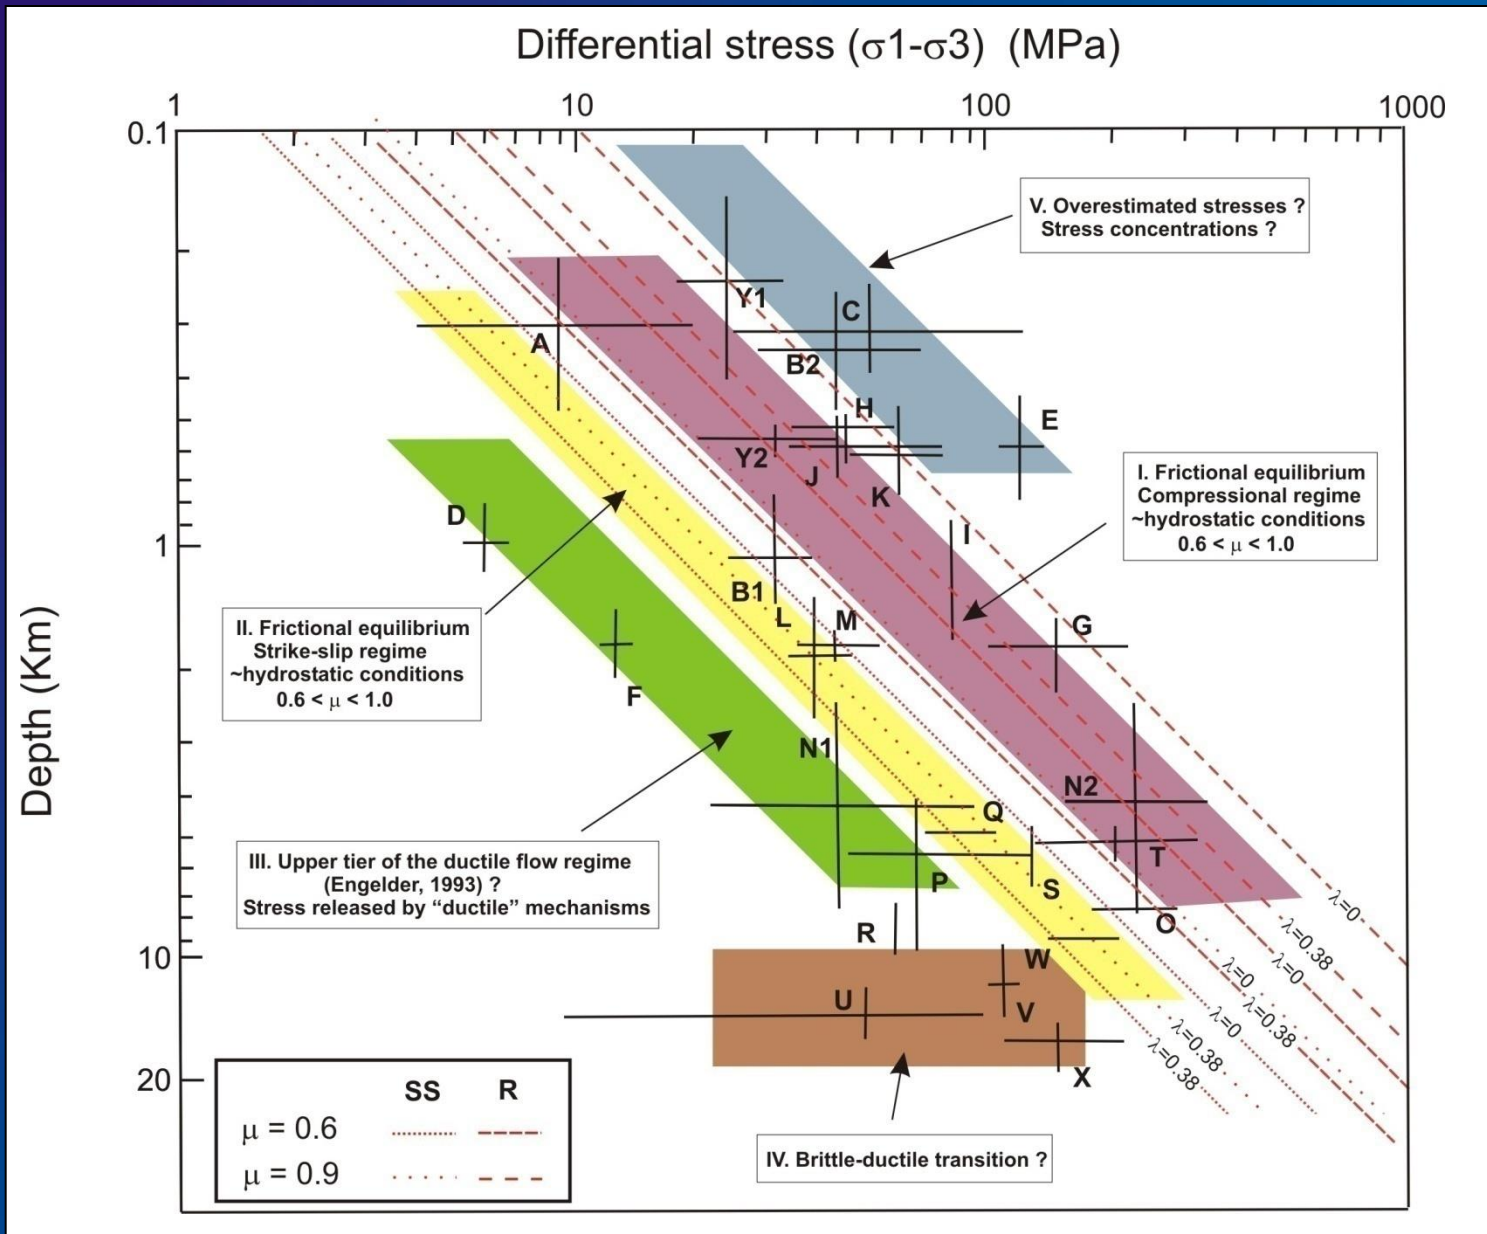 Differential stress (σ1-σ3) (MPa)
1
10
100
1000
0.1
1
10
20
Depth (Km)
V. Overestimated stresses ?
Stress concentrations ?
Y1
C
A
B2
H
E
Y2
J
K
I. Frictional equilibrium
Compressional regime
~hydrostatic conditions
0.6 < μ < 1.0
D
I
B1
L
M
G
II. Frictional equilibrium
Strike-slip regime
~hydrostatic conditions
0.6 < μ < 1.0
F
N1
N2
Q
III. Upper tier of the ductile flow regime
(Engelder, 1993) ?
Stress released by “ductile” mechanisms
T
P
S
O
R
W
U
V
X
λ=0
λ=0.38
λ=0
λ=0
λ=0.38
λ=0
λ=0.38
λ=0.38
SS R
μ = 0.6
μ = 0.9
IV. Brittle-ductile transition ?